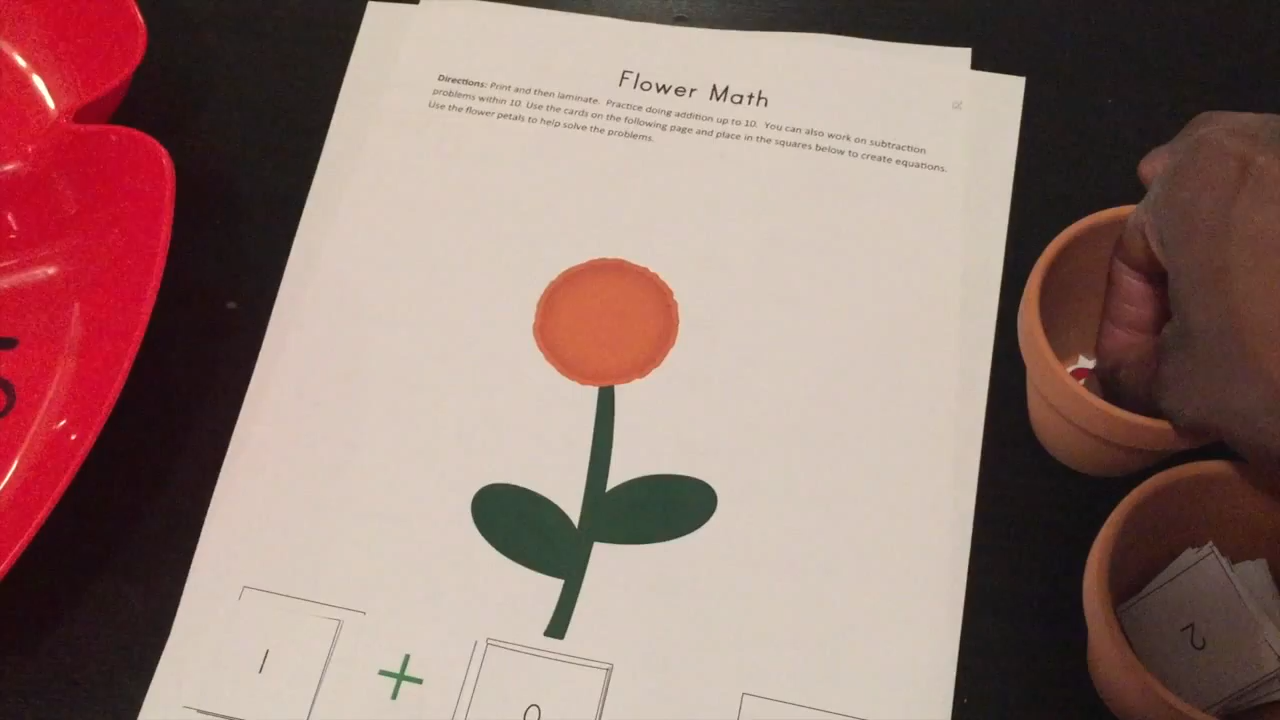 Flower Math
Directions: Print and then laminate. Practice doing addition up to 10. You can also work on subtraction
problems within 10. Use the cards on the following page and place in the squares below to create equations.
Use the flower petals to help solve the problems.
1 +
2